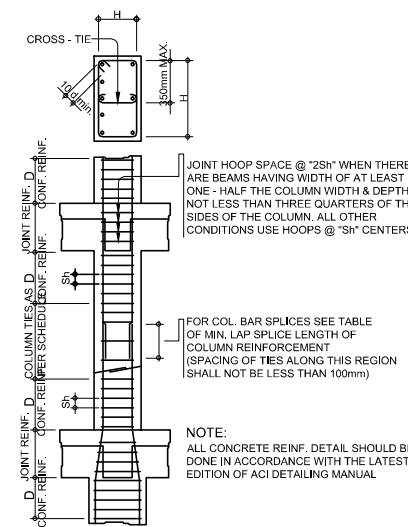 H
CROSS - TIE
10 d min.
350mm MAX.
H
JOINT HOOP SPACE @ "2Sh" WHEN THERE
ARE BEAMS HAVING WIDTH OF AT LEAST
ONE - HALF THE COLUMN WIDTH & DEPTH
NOT LESS THAN THREE QUARTERS OF TH
SIDES OF THE COLUMN. ALL OTHER
CONDITIONS USE HOOPS @ "Sh" CENTERS
D
CONF. REINF.
JOINT REINF.
D
CONF. REINF.
Sh
COLUMN TIES AS
PER SCHEDULE
FOR COL. BAR SPLICES SEE TABLE
OF MIN. LAP SPLICE LENGTH OF
COLUMN REINFORCEMENT
(SPACING OF TIES ALONG THIS REGION
SHALL NOT BE LESS THAN 100mm)
Sh
D
CONF. REINF.
JOINT REINF.
D
CONF. REINF.
NOTE:
ALL CONCRETE REINF. DETAIL SHOULD BE
DONE IN ACCORDANCE WITH THE LATEST
EDITION OF ACI DETAILING MANUAL